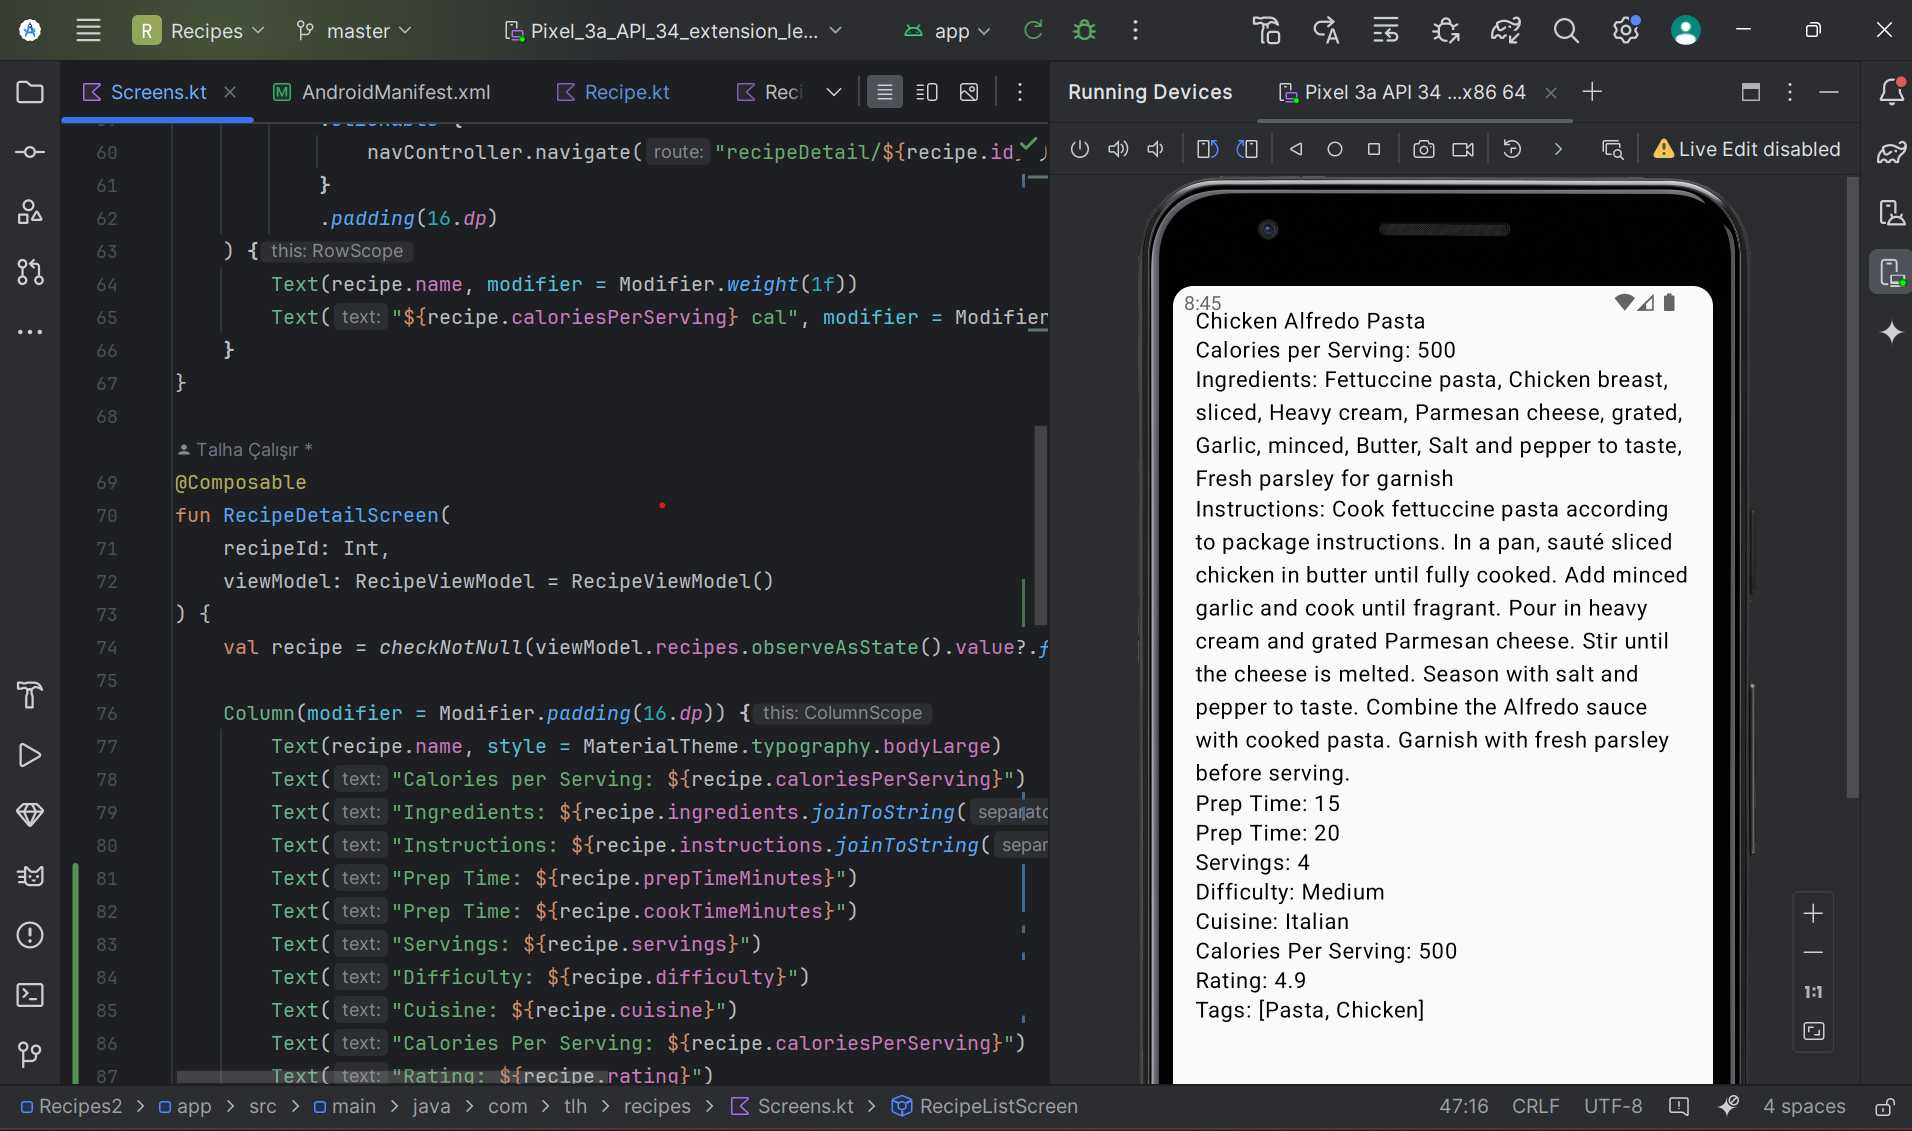 R Recipes master Pixel_3a_API_34_extension_le... app
Screens.kt AndroidManifest.xml Recipe.kt Reci
60 navController.navigate( route: "recipeDetail/${recipe.id
61 }
62 .padding(16.dp)
63 ) { this: RowScope
64 Text(recipe.name, modifier = Modifier.weight(1f))
65 Text( text: "${recipe.caloriesPerServing} cal", modifier = Modifier
66 }
67 }
68
Talha Çalışır *
69 @Composable
70 fun RecipeDetailScreen(
71 recipeId: Int,
72 viewModel: RecipeViewModel = RecipeViewModel()
73 ) {
74 val recipe = checkNotNull(viewModel.recipes.observeAsState().value?.f
75
76 Column(modifier = Modifier.padding(16.dp)) { this: ColumnScope
77 Text(recipe.name, style = MaterialTheme.typography.bodyLarge)
78 Text( text: "Calories per Serving: ${recipe.caloriesPerServing}")
79 Text( text: "Ingredients: ${recipe.ingredients.joinToString( separato
80 Text( text: "Instructions: ${recipe.instructions.joinToString( separ
81 Text( text: "Prep Time: ${recipe.prepTimeMinutes}")
82 Text( text: "Prep Time: ${recipe.cookTimeMinutes}")
83 Text( text: "Servings: ${recipe.servings}")
84 Text( text: "Difficulty: ${recipe.difficulty}")
85 Text( text: "Cuisine: ${recipe.cuisine}")
86 Text( text: "Calories Per Serving: ${recipe.caloriesPerServing}")
87 Text( text: "Rating: ${recipe.rating}")
Running Devices Pixel 3a API 34 ...x86 64
Live Edit disabled
8:45
Chicken Alfredo Pasta
Calories per Serving: 500
Ingredients: Fettuccine pasta, Chicken breast,
sliced, Heavy cream, Parmesan cheese, grated,
Garlic, minced, Butter, Salt and pepper to taste,
Fresh parsley for garnish
Instructions: Cook fettuccine pasta according
to package instructions. In a pan, sauté sliced
chicken in butter until fully cooked. Add minced
garlic and cook until fragrant. Pour in heavy
cream and grated Parmesan cheese. Stir until
the cheese is melted. Season with salt and
pepper to taste. Combine the Alfredo sauce
with cooked pasta. Garnish with fresh parsley
before serving.
Prep Time: 15
Prep Time: 20
Servings: 4
Difficulty: Medium
Cuisine: Italian
Calories Per Serving: 500
Rating: 4.9
Tags: [Pasta, Chicken]
1:1
Recipes2 > app > src > main > java > com > tlh > recipes > Screens.kt > RecipeListScreen
47:16 CRLF UTF-8 4 spaces